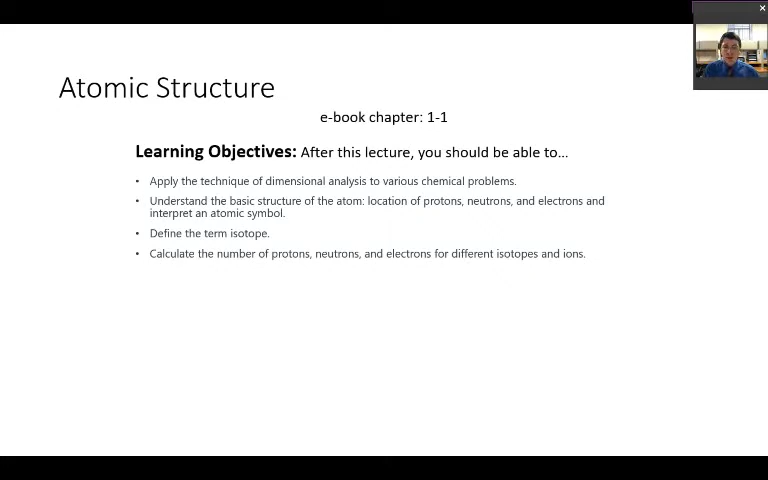 Atomic Structure
e-book chapter: 1-1
Learning Objectives: After this lecture, you should be able to...
• Apply the technique of dimensional analysis to various chemical problems.
• Understand the basic structure of the atom: location of protons, neutrons, and electrons and
interpret an atomic symbol.
• Define the term isotope.
• Calculate the number of protons, neutrons, and electrons for different isotopes and ions.